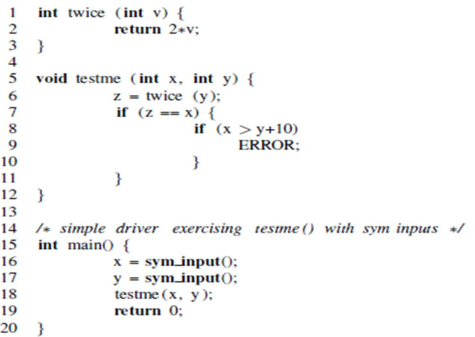 1 int twice (int v) {
2 return 2*v;
3 }
4
5 void testme (int x, int y) {
6 z = twice (y);
7 if (z == x) {
8 if (x > y+10)
9 ERROR;
10 }
11 }
12 }
13
14 /* simple driver exercising testme() with sym inputs */
15 int main() {
16 x = sym_input();
17 y = sym_input();
18 testme(x, y);
19 return 0;
20 }